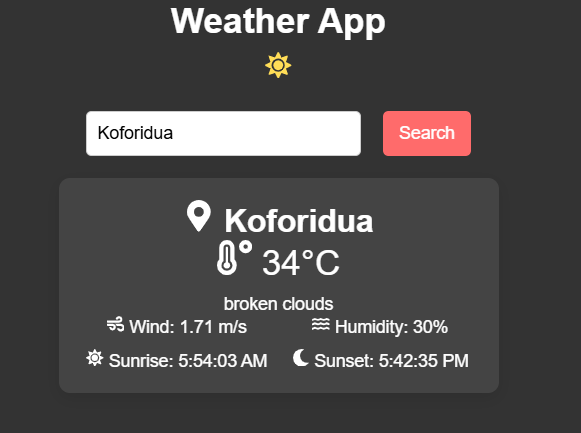 Weather App
Koforidua
Search
Koforidua
34°C
broken clouds
Wind: 1.71 m/s Humidity: 30%
Sunrise: 5:54:03 AM Sunset: 5:42:35 PM